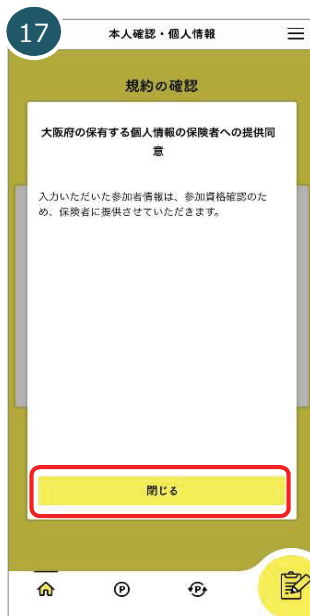 17
本人確認・個人情報
規約の確認
大阪府の保有する個人情報の保険者への提供同
意
入力いただいた参加者情報は、参加資格確認のた
め、保険者に提供させていただきます。
閉じる
P
P